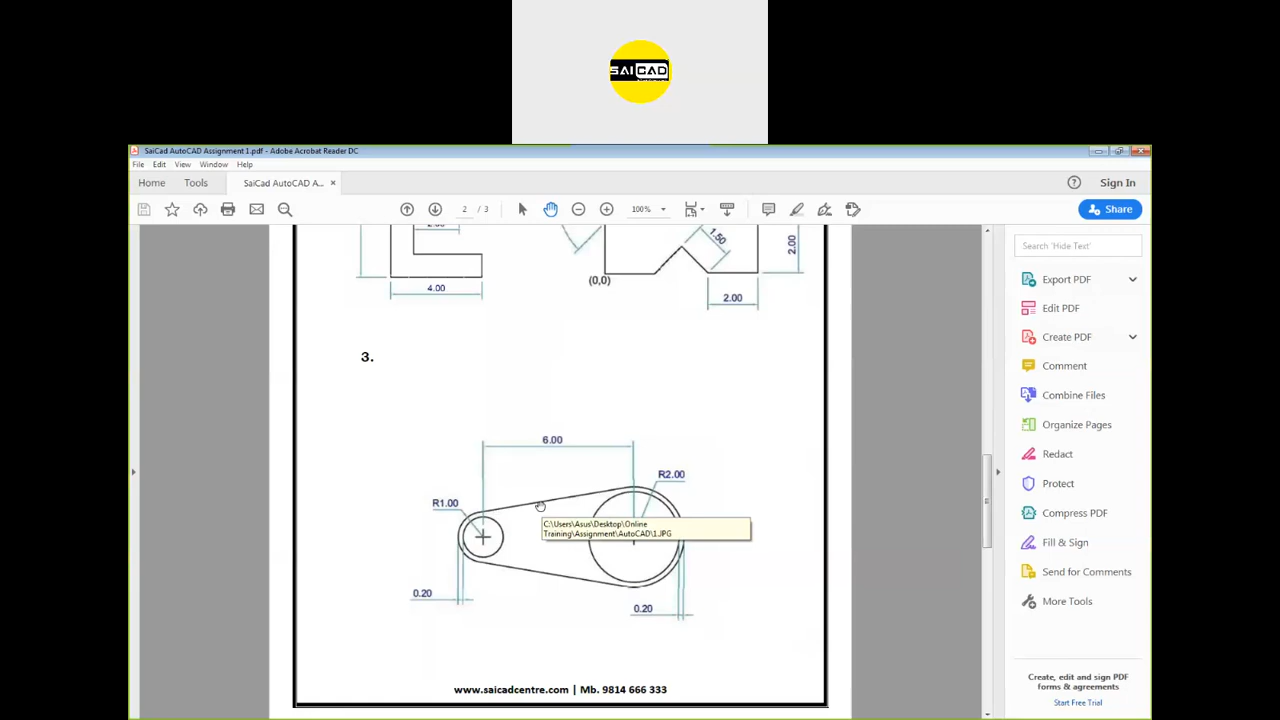 SAI CAD
SaiCad AutoCAD Assignment 1.pdf - Adobe Acrobat Reader DC
File Edit View Window Help
Home Tools SaiCad AutoCAD A... × Sign In
2 / 3 100% Share
Search 'Hide Text'
Export PDF
Edit PDF
Create PDF
Comment
Combine Files
Organize Pages
Redact
Protect
Compress PDF
Fill & Sign
Send for Comments
More Tools
Create, edit and sign PDF
forms & agreements
Start Free Trial
1.50
2.00
(0,0)
4.00
2.00
3.
6.00
R2.00
R1.00
C:\Users\Asus\Desktop\Online
Training\Assignment\AutoCAD\1.JPG
0.20
0.20
www.saicadcentre.com | Mb. 9814 666 333